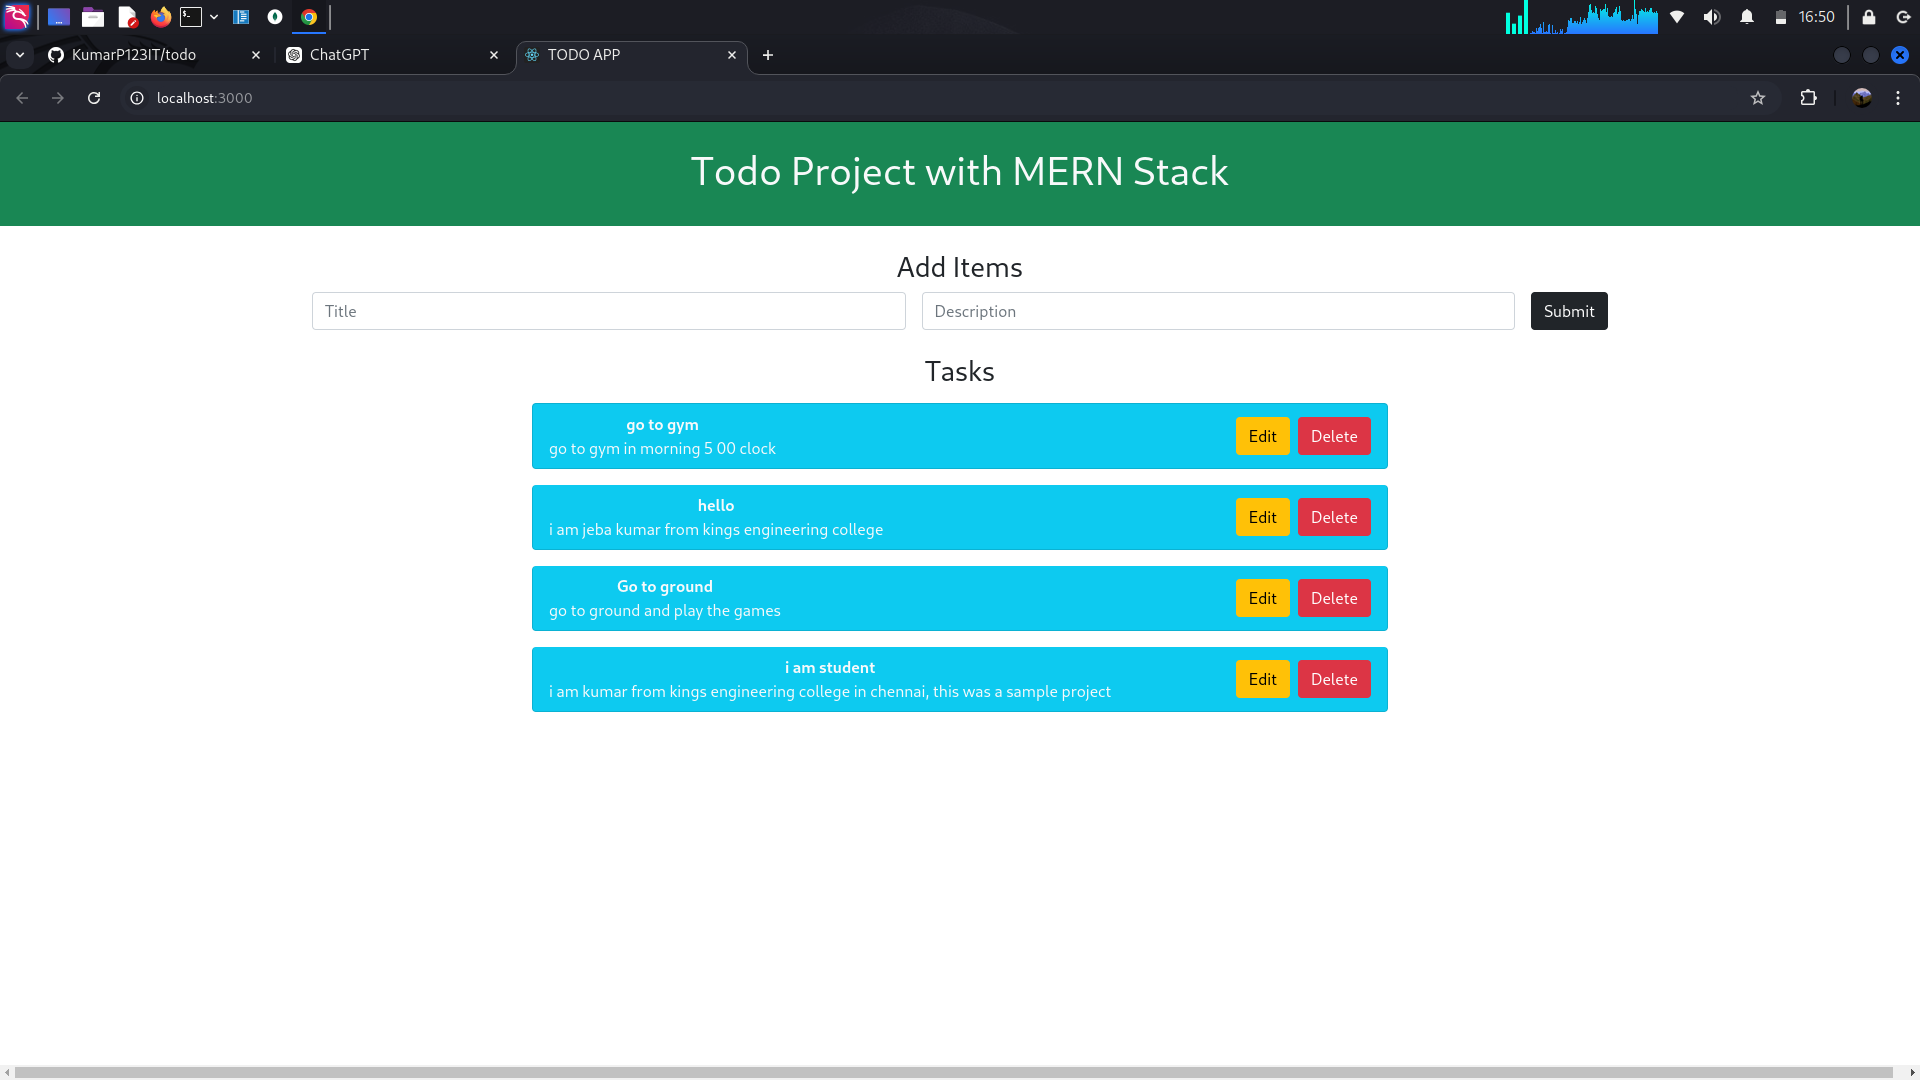 16:50
KumarP123IT/todo
ChatGPT
TODO APP
localhost:3000
Todo Project with MERN Stack
Add Items
Title
Description
Submit
Tasks
go to gym
go to gym in morning 5 00 clock
Edit
Delete
hello
i am jeba kumar from kings engineering college
Edit
Delete
Go to ground
go to ground and play the games
Edit
Delete
i am student
i am kumar from kings engineering college in chennai, this was a sample project
Edit
Delete